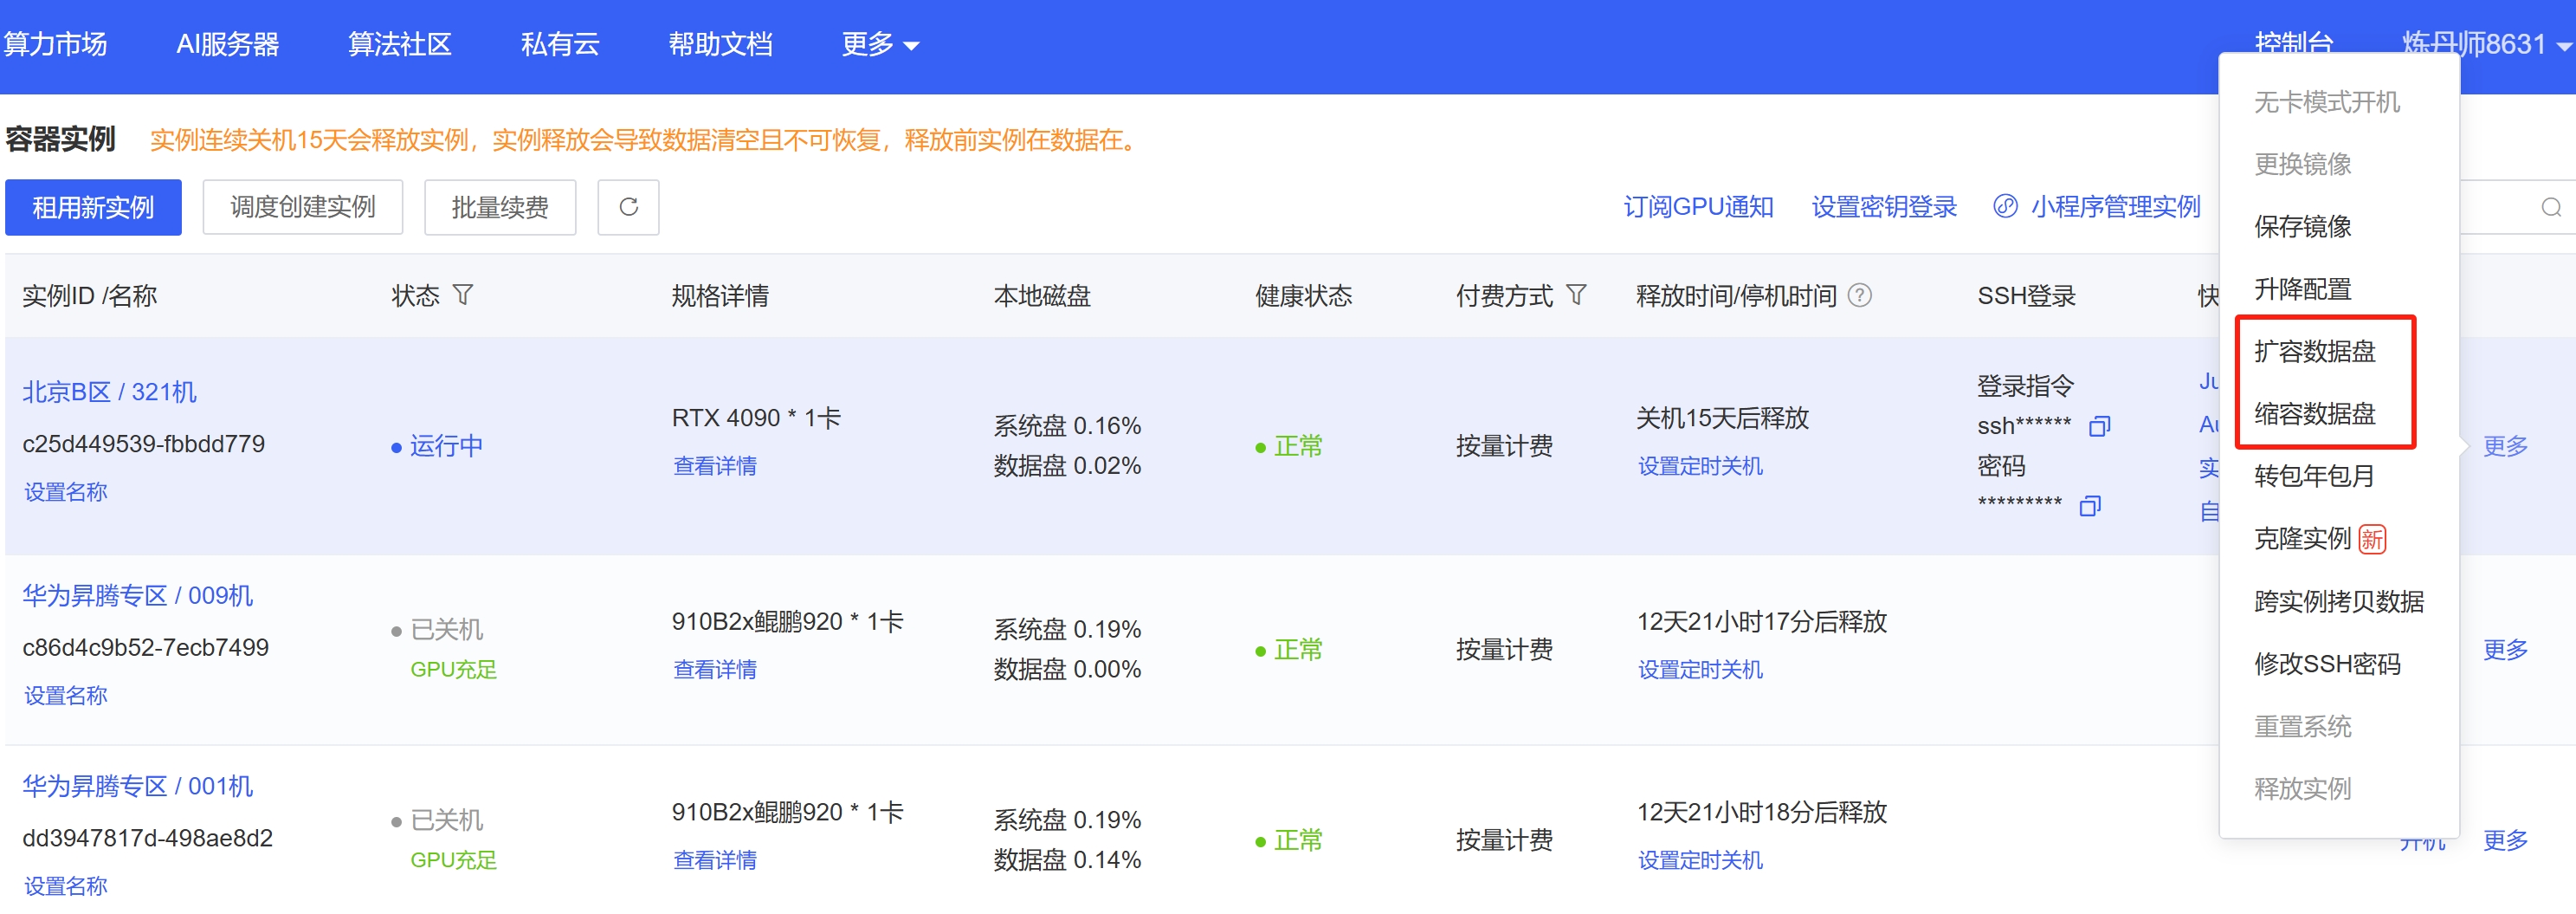 算力市场 AI服务器 算法社区 私有云 帮助文档 更多 控制台 炼丹师8631
容器实例 实例连续关机15天会释放实例，实例释放会导致数据清空且不可恢复，释放前实例在数据在。
租用新实例 调度创建实例 批量续费 订阅GPU通知 设置密钥登录 小程序管理实例
实例ID /名称 状态 规格详情 本地磁盘 健康状态 付费方式 释放时间/停机时间 SSH登录 快
北京B区 / 321机
c25d449539-fbbdd779
设置名称
运行中
RTX 4090 * 1卡
查看详情
系统盘 0.16%
数据盘 0.02%
正常
按量计费
关机15天后释放
设置定时关机
登录指令
ssh******
密码
*********
Ju
Au
实
自
更多
华为昇腾专区 / 009机
c86d4c9b52-7ecb7499
设置名称
已关机
GPU充足
910B2x鲲鹏920 * 1卡
查看详情
系统盘 0.19%
数据盘 0.00%
正常
按量计费
12天21小时17分后释放
设置定时关机
更多
华为昇腾专区 / 001机
dd3947817d-498ae8d2
设置名称
已关机
GPU充足
910B2x鲲鹏920 * 1卡
查看详情
系统盘 0.19%
数据盘 0.14%
正常
按量计费
12天21小时18分后释放
设置定时关机
开机 更多
无卡模式开机
更换镜像
保存镜像
升降配置
扩容数据盘
缩容数据盘
转包年包月
克隆实例 新
跨实例拷贝数据
修改SSH密码
重置系统
释放实例